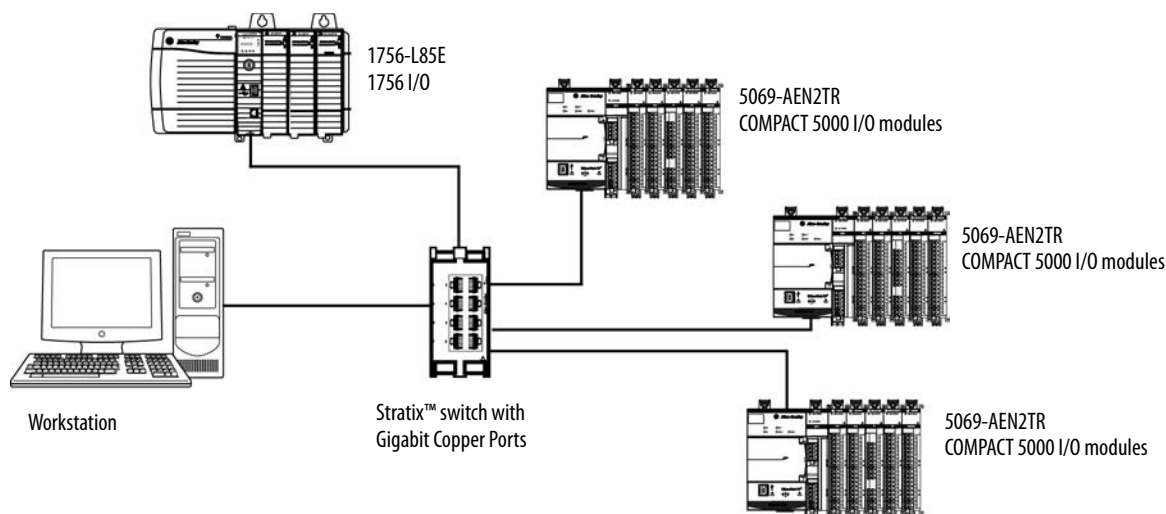 1756-L85E
1756 I/O
5069-AEN2TR
COMPACT 5000 I/O modules
5069-AEN2TR
COMPACT 5000 I/O modules
Workstation
Stratix™ switch with
Gigabit Copper Ports
5069-AEN2TR
COMPACT 5000 I/O modules